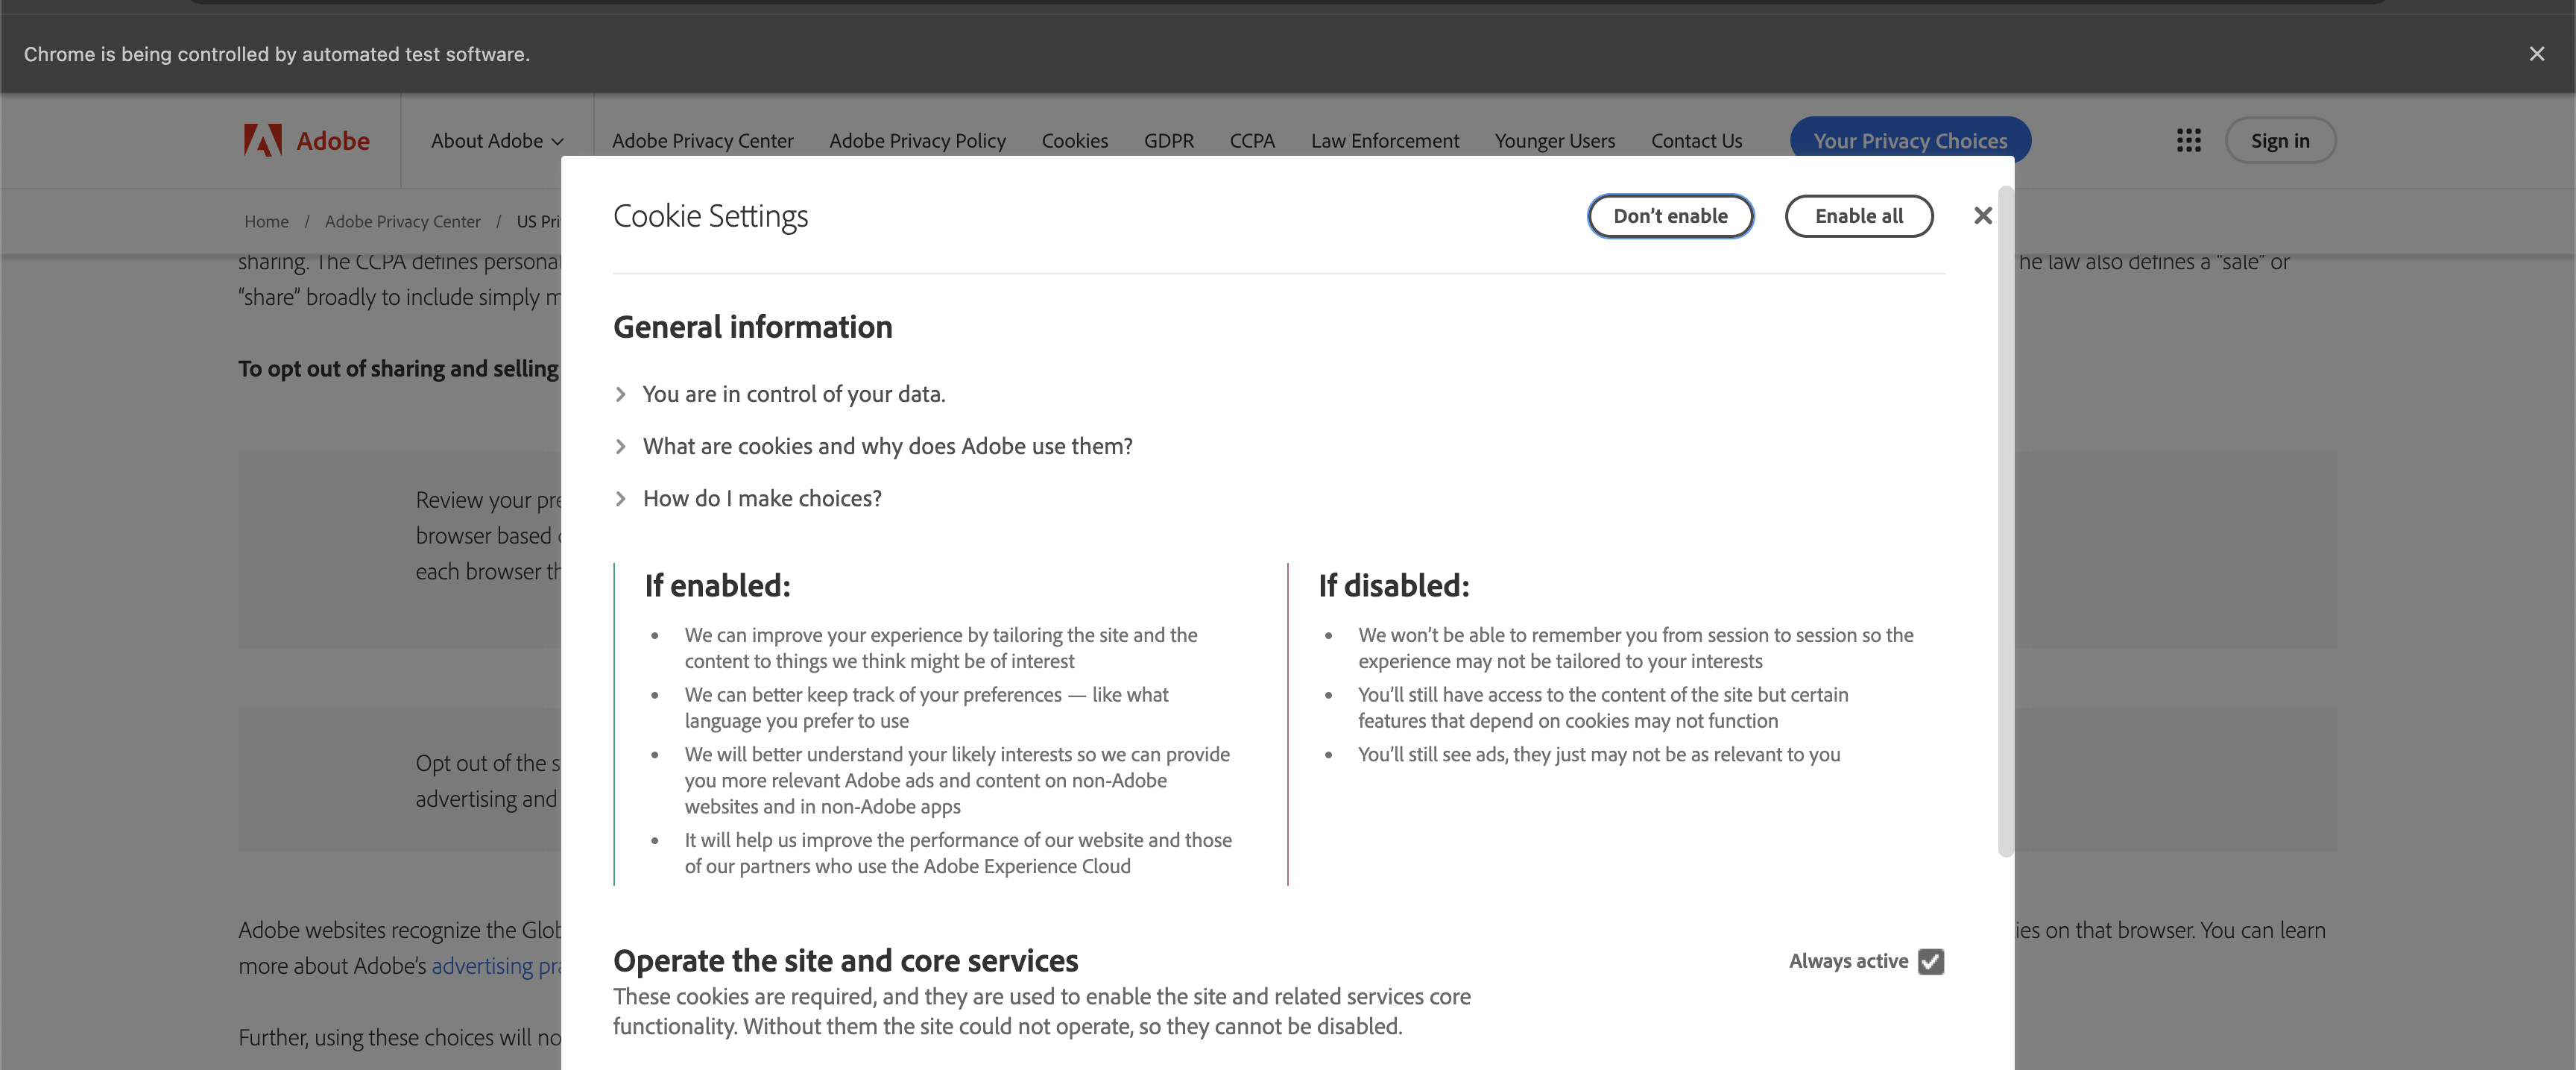 Chrome is being controlled by automated test software.
Adobe
About Adobe
Adobe Privacy Center
Adobe Privacy Policy
Cookies
GDPR
CCPA
Law Enforcement
Younger Users
Contact Us
Your Privacy Choices
Sign in
Home / Adobe Privacy Center / US Pri
sharing. The CCPA defines personal
he law also defines a "sale" or
“share” broadly to include simply m
To opt out of sharing and selling
Review your pre
browser based
each browser th
Opt out of the s
advertising and
Adobe websites recognize the Glob
ies on that browser. You can learn
more about Adobe’s advertising pra
Further, using these choices will no
Cookie Settings
Don’t enable
Enable all
General information
You are in control of your data.
What are cookies and why does Adobe use them?
How do I make choices?
If enabled:
• We can improve your experience by tailoring the site and the
content to things we think might be of interest
• We can better keep track of your preferences — like what
language you prefer to use
• We will better understand your likely interests so we can provide
you more relevant Adobe ads and content on non-Adobe
websites and in non-Adobe apps
• It will help us improve the performance of our website and those
of our partners who use the Adobe Experience Cloud
If disabled:
• We won’t be able to remember you from session to session so the
experience may not be tailored to your interests
• You’ll still have access to the content of the site but certain
features that depend on cookies may not function
• You’ll still see ads, they just may not be as relevant to you
Operate the site and core services
Always active
These cookies are required, and they are used to enable the site and related services core
functionality. Without them the site could not operate, so they cannot be disabled.